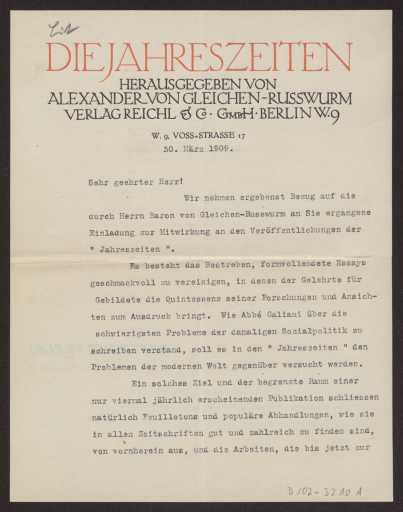 Lit
DIE JAHRESZEITEN
HERAUSGEGEBEN VON
ALEXANDER VON GLEICHEN-RUSSWURM
VERLAG REICHL & Co. GmbH · BERLIN W. 9
W. 9, VOSS-STRASSE 17
30. März 1909.
Sehr geehrter Herr!
Wir nehmen ergebenst Bezug auf die
durch Herrn Baron von Gleichen-Russwurm an Sie ergangene
Einladung zur Mitwirkung an den Veröffentlichungen der
" Jahreszeiten ".
Es besteht das Bestreben, formvollendete Essays
geschmackvoll zu vereinigen, in denen der Gelehrte für
Gebildete die Quintessenz seiner Forschungen und Ansich-
ten zum Ausdruck bringt. Wie Abbé Galiani über die
schwierigsten Probleme der damaligen Sozialpolitik zu
schreiben verstand, soll es in den " Jahreszeiten " den
Problemen der modernen Welt gegenüber versucht werden.
Ein solches Ziel und der begrenzte Raum einer
nur viermal jährlich erscheinenden Publikation schliessen
natürlich Feuilletons und populäre Abhandlungen, wie sie
in allen Zeitschriften gut und zahlreich zu finden sind,
von vornherein aus, und die Arbeiten, die bis jetzt zur
D 102-3210 A